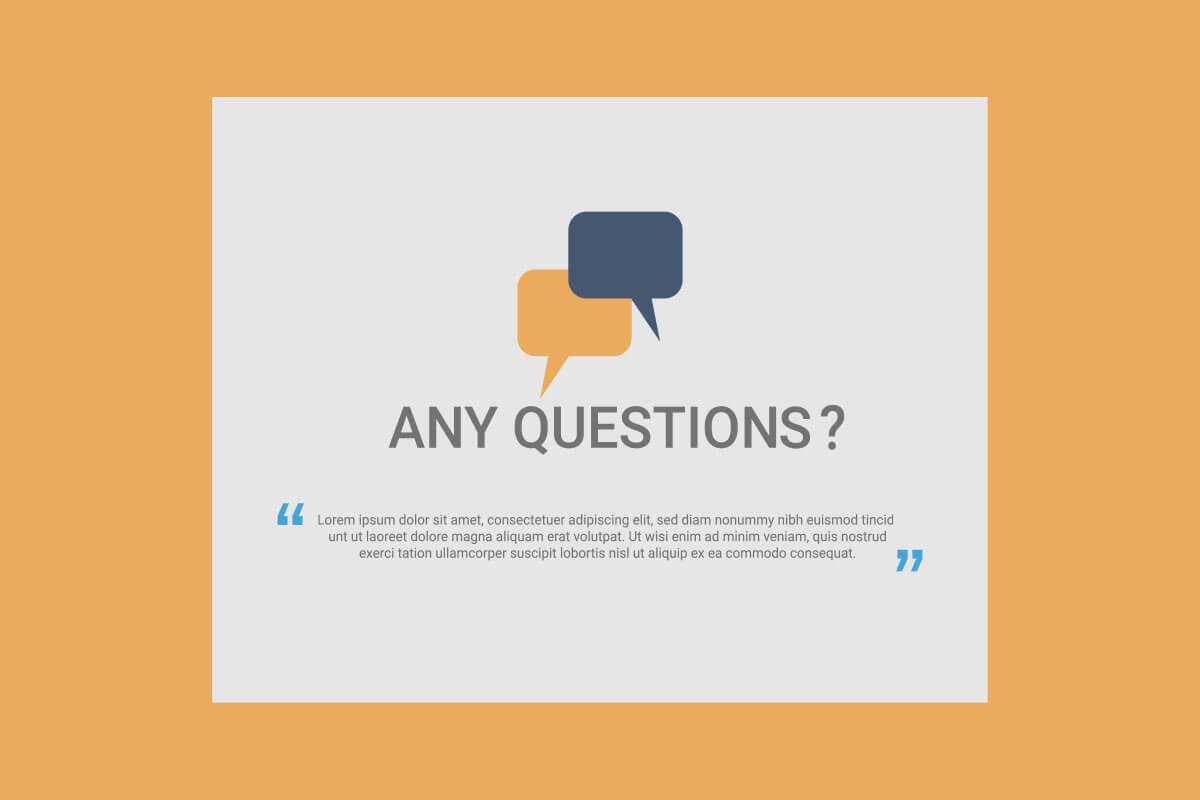 ANY QUESTIONS?
“ Lorem ipsum dolor sit amet, consectetuer adipiscing elit, sed diam nonummy nibh euismod tincid
unt ut laoreet dolore magna aliquam erat volutpat. Ut wisi enim ad minim veniam, quis nostrud
exerci tation ullamcorper suscipit lobortis nisl ut aliquip ex ea commodo consequat. ”